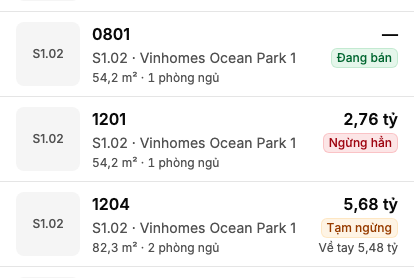 S1.02
0801
—
S1.02 · Vinhomes Ocean Park 1
Đang bán
54,2 m² · 1 phòng ngủ
S1.02
1201
2,76 tỷ
S1.02 · Vinhomes Ocean Park 1
Ngừng hẳn
54,2 m² · 1 phòng ngủ
S1.02
1204
5,68 tỷ
S1.02 · Vinhomes Ocean Park 1
Tạm ngừng
82,3 m² · 2 phòng ngủ
Về tay 5,48 tỷ